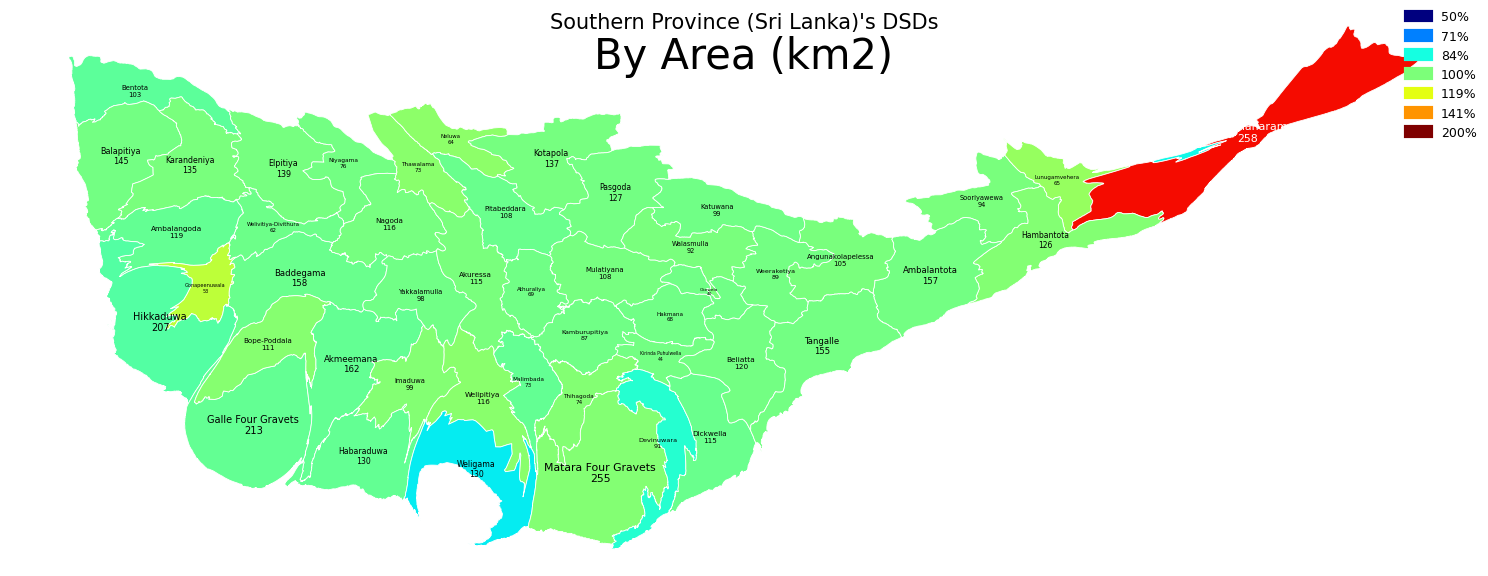 Southern Province (Sri Lanka)'s DSDs
By Area (km2)
50%
71%
84%
100%
119%
141%
200%
Bentota
103
Balapitiya
145
Karandeniya
135
Elpitiya
139
Niyagama
76
Thawalama
73
Neluwa
64
Kotapola
137
Pasgoda
127
Ambalangoda
119
Welivitiya-Divithura
62
Nagoda
116
Pitabeddara
108
Katuwana
99
Walasmulla
92
Sooriyawewa
94
Lunugamvehera
65
258
Hambantota
126
Gonapeenuwala
53
Baddegama
158
Yakkalamulla
98
Akuressa
115
Athuraliya
69
Mulatiyana
108
Weeraketiya
89
Angunakolapelessa
105
Ambalantota
157
Hikkaduwa
207
Bope-Poddala
111
Akmeemana
162
Imaduwa
99
Kamburupitiya
87
Hakmana
68
Kirinda Puhulwella
44
Beliatta
120
Tangalle
155
Malimbada
73
Welipitiya
116
Thihagoda
74
Galle Four Gravets
213
Habaraduwa
130
Weligama
130
Matara Four Gravets
255
Devinuwara
91
Dickwella
115